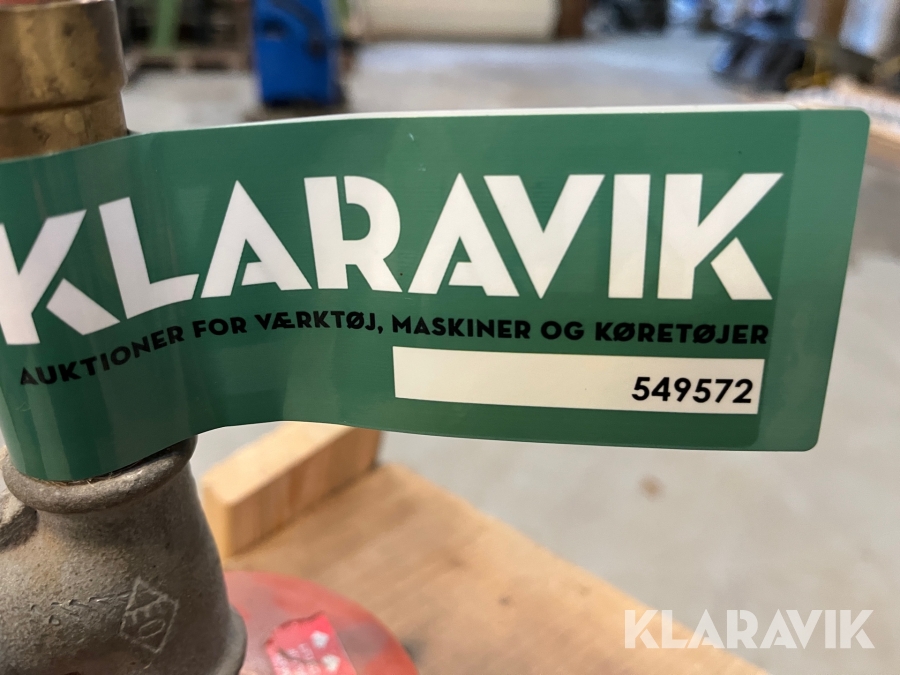 KLARAVIK
AUKTIONER FOR VÆRKTØJ, MASKINER OG KØRETØJER
549572
KLARAVIK